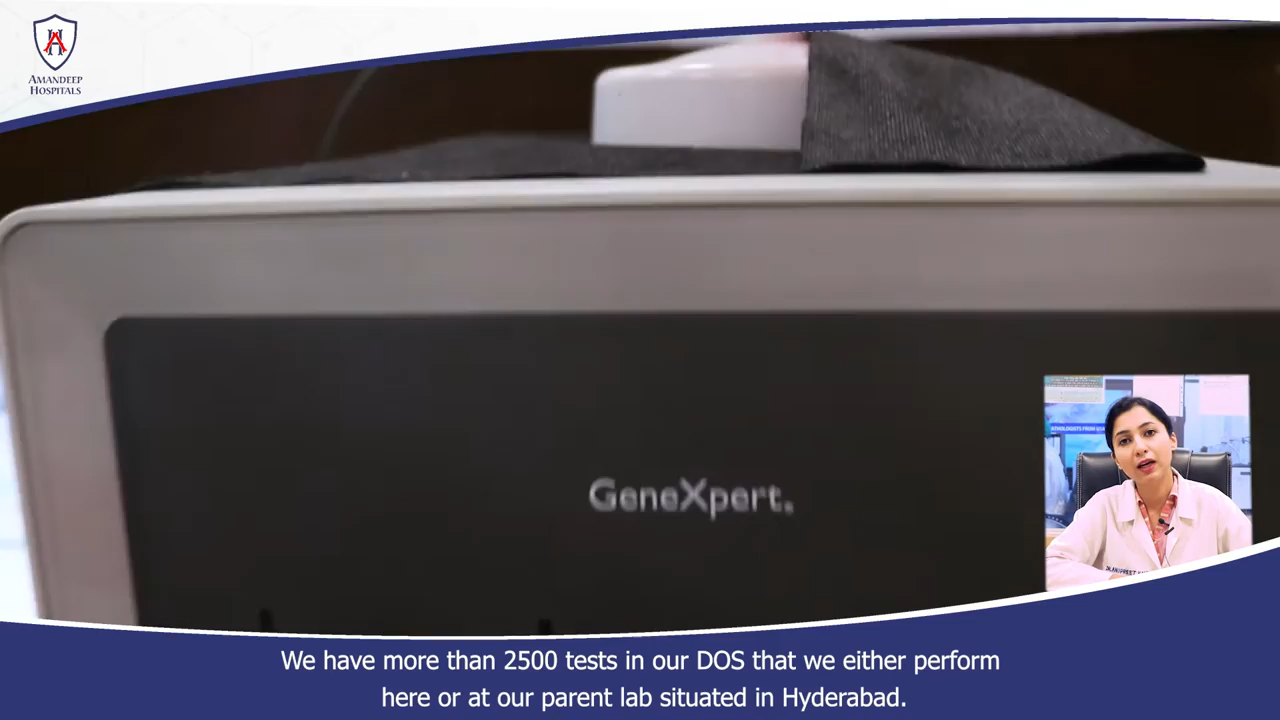 AMANDEEP
HOSPITALS
GeneXpert.
We have more than 2500 tests in our DOS that we either perform
here or at our parent lab situated in Hyderabad.